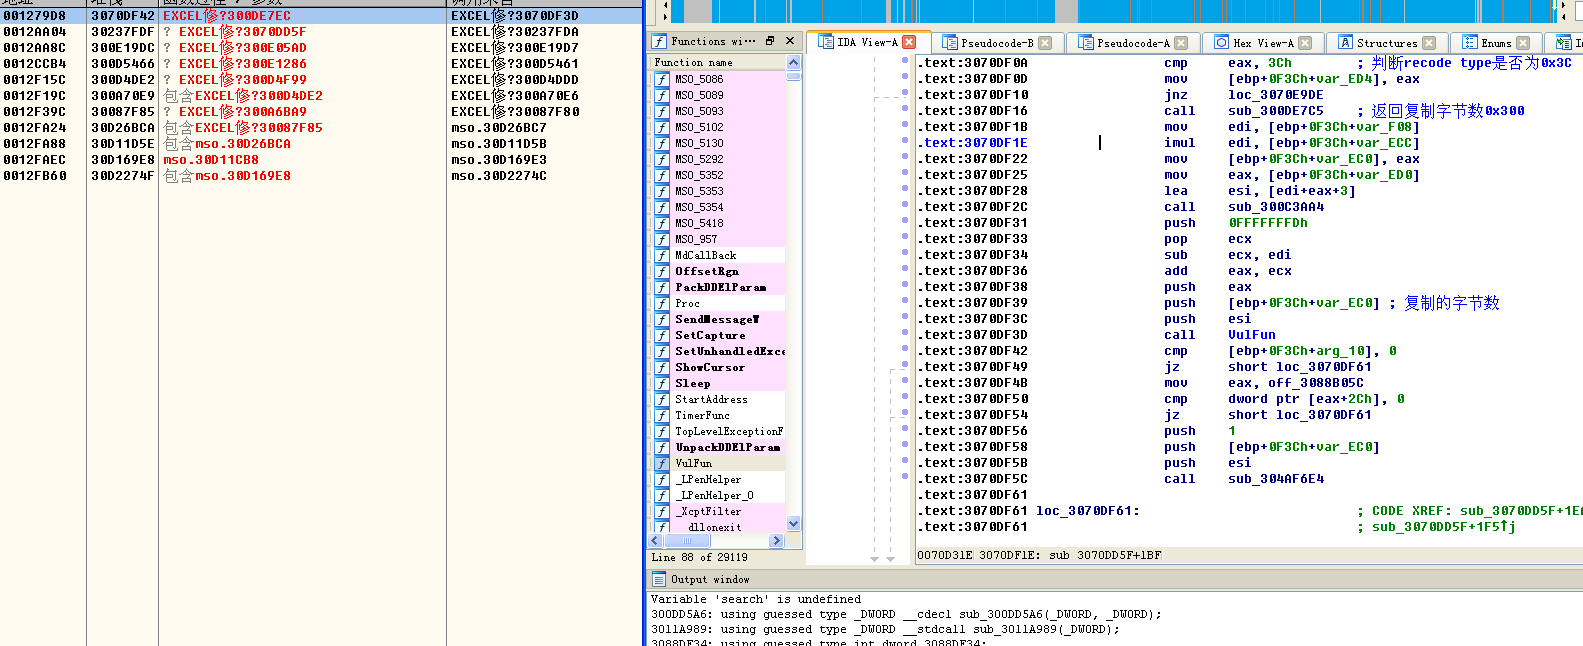 001279D8 3070DF42 EXCEL修?300DE7EC EXCEL修?3070DF3D
0012AA04 30237FDF ? EXCEL修?3070DD5F EXCEL修?30237FDA
0012AA8C 300E19DC ? EXCEL修?300E05AD EXCEL修?300E19D7
0012CCB4 300D5466 ? EXCEL修?300E1286 EXCEL修?300D5461
0012F15C 300D4DE2 ? EXCEL修?300D4F99 EXCEL修?300D4DDD
0012F19C 300A70E9 包含EXCEL修?300D4DE2 EXCEL修?300A70E6
0012F39C 30087F85 ? EXCEL修?300A6BA9 EXCEL修?30087F80
0012FA24 30D26BCA 包含EXCEL修?30087F85 mso.30D26BC7
0012FA88 30D11D5E 包含mso.30D26BCA mso.30D11D5B
0012FAEC 30D169E8 mso.30D11CB8 mso.30D169E3
0012FB60 30D2274F 包含mso.30D169E8 mso.30D2274C
Functions wi...
Function name
MSO_5086
MSO_5089
MSO_5093
MSO_5102
MSO_5130
MSO_5292
MSO_5352
MSO_5353
MSO_5354
MSO_5418
MSO_957
MdCallBack
OffsetRgn
PackDDElParam
Proc
SendMessageW
SetCapture
SetUnhandledExce
ShowCursor
Sleep
StartAddress
TimerFunc
TopLevelExceptionF
UnpackDDElParam
VulFun
_LPenHelper
_LPenHelper_0
_XcptFilter
__dllonexit
Line 88 of 29119
IDA View-A Pseudocode-B Pseudocode-A Hex View-A Structures Enums
.text:3070DF0A cmp eax, 3Ch ; 判断recode type是否为0x3C
.text:3070DF0D mov [ebp+0F3Ch+var_ED4], eax
.text:3070DF10 jnz loc_3070E9DE
.text:3070DF16 call sub_300DE7C5 ; 返回复制字节数0x300
.text:3070DF1B mov edi, [ebp+0F3Ch+var_F08]
.text:3070DF1E imul edi, [ebp+0F3Ch+var_ECC]
.text:3070DF22 mov [ebp+0F3Ch+var_EC0], eax
.text:3070DF25 mov eax, [ebp+0F3Ch+var_ED0]
.text:3070DF28 lea esi, [edi+eax+3]
.text:3070DF2C call sub_300C3AA4
.text:3070DF31 push 0FFFFFFFDh
.text:3070DF33 pop ecx
.text:3070DF34 sub ecx, edi
.text:3070DF36 add eax, ecx
.text:3070DF38 push eax
.text:3070DF39 push [ebp+0F3Ch+var_EC0] ; 复制的字节数
.text:3070DF3C push esi
.text:3070DF3D call VulFun
.text:3070DF42 cmp [ebp+0F3Ch+arg_10], 0
.text:3070DF49 jz short loc_3070DF61
.text:3070DF4B mov eax, off_3088B05C
.text:3070DF50 cmp dword ptr [eax+2Ch], 0
.text:3070DF54 jz short loc_3070DF61
.text:3070DF56 push 1
.text:3070DF58 push [ebp+0F3Ch+var_EC0]
.text:3070DF5B push esi
.text:3070DF5C call sub_304AF6E4
.text:3070DF61
.text:3070DF61 loc_3070DF61: ; CODE XREF: sub_3070DD5F+1E
.text:3070DF61 ; sub_3070DD5F+1F5↑j
0070D31E 3070DF1E: sub 3070DD5F+1BF
Output window
Variable 'search' is undefined
300DD5A6: using guessed type _DWORD __cdecl sub_300DD5A6(_DWORD, _DWORD);
3011A989: using guessed type _DWORD __stdcall sub_3011A989(_DWORD);
3088DF34: using guessed type int dword_3088DF34;